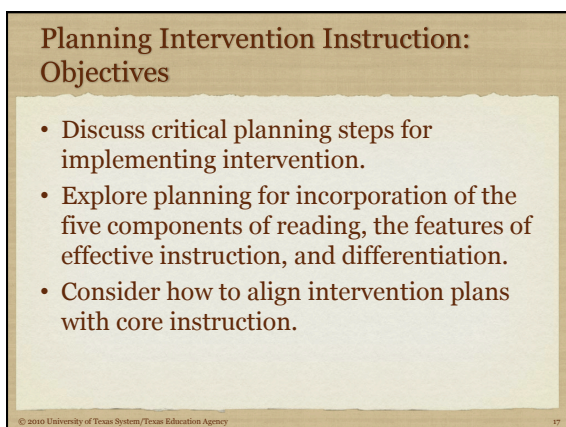 Planning Intervention Instruction:
Objectives
• Discuss critical planning steps for
implementing intervention.
• Explore planning for incorporation of the
five components of reading, the features of
effective instruction, and differentiation.
• Consider how to align intervention plans
with core instruction.
© 2010 University of Texas System/Texas Education Agency
17